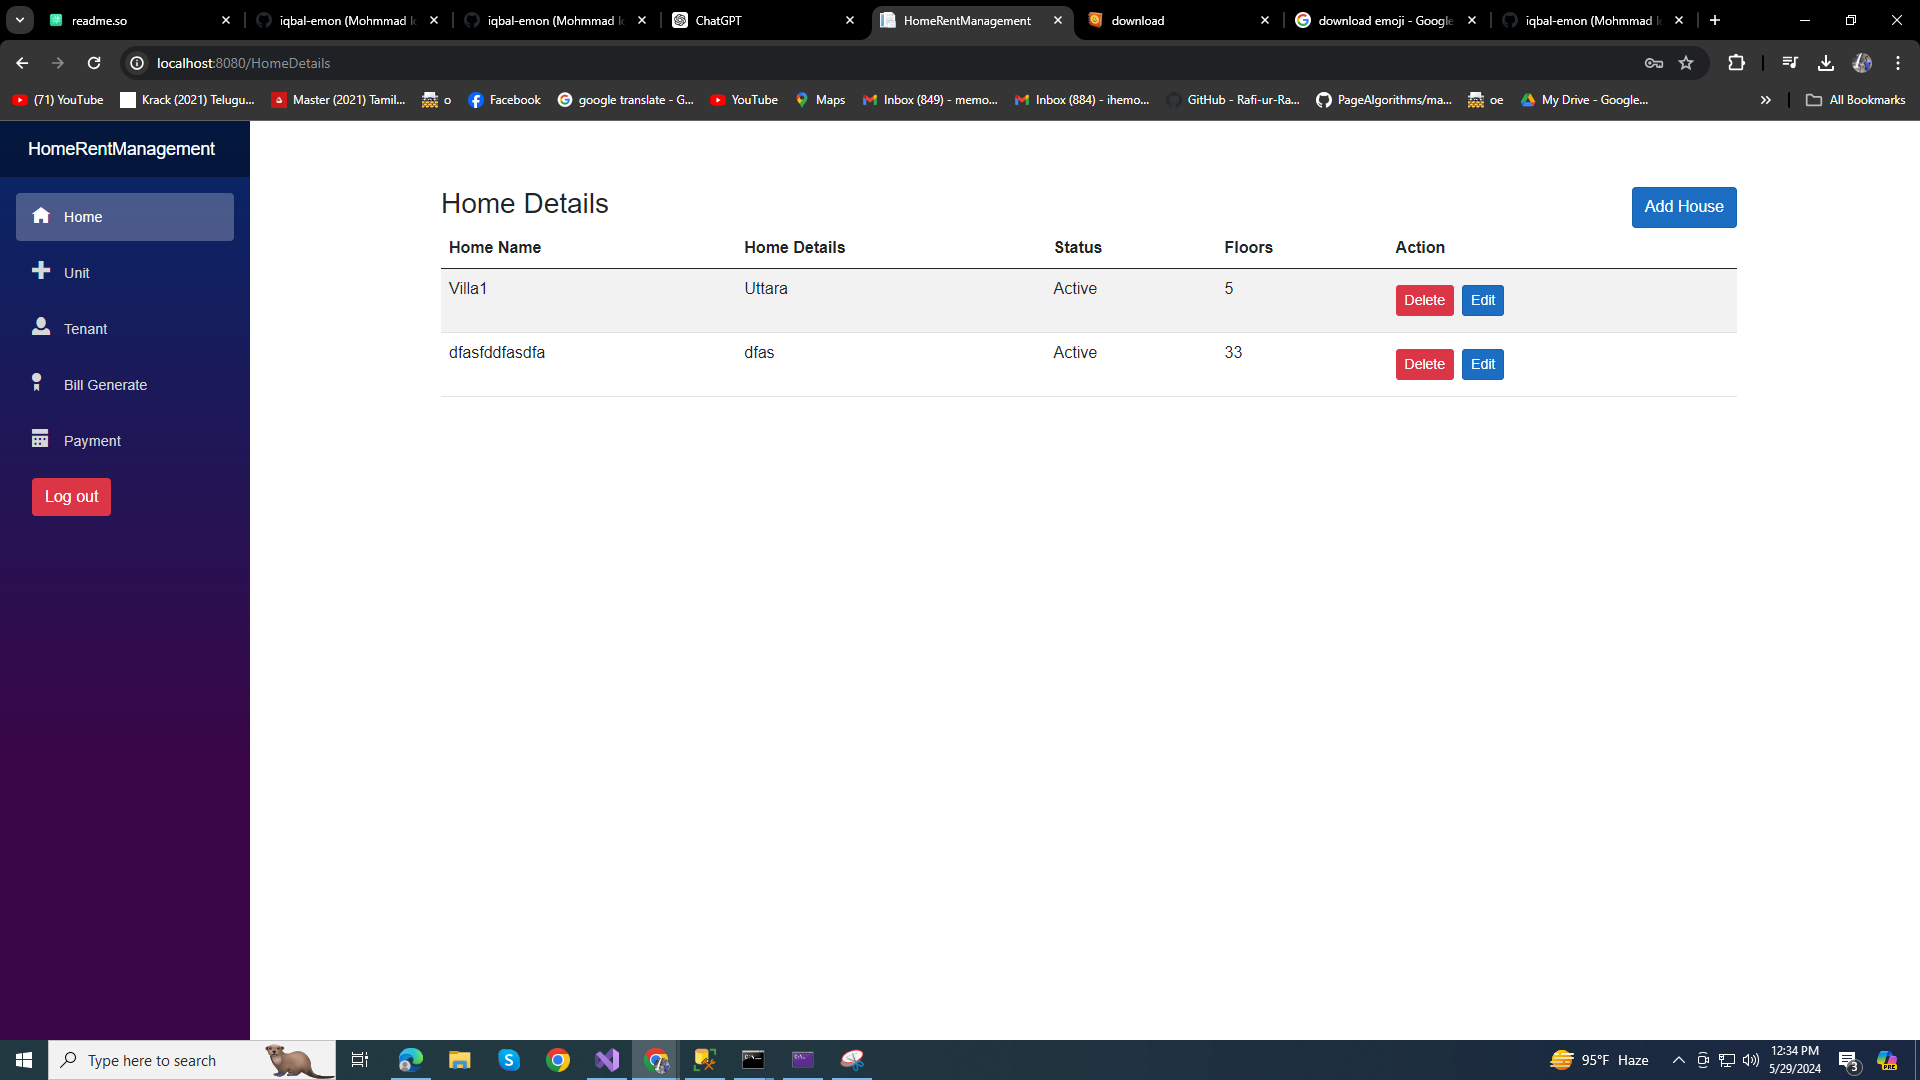 readme.so
iqbal-emon (Mohmmad Iq
iqbal-emon (Mohmmad Iq
ChatGPT
HomeRentManagement
download
download emoji - Google
iqbal-emon (Mohmmad Iq
localhost:8080/HomeDetails
(71) YouTube
Krack (2021) Telugu...
Master (2021) Tamil...
o
Facebook
google translate - G...
YouTube
Maps
Inbox (849) - memo...
Inbox (884) - ihemo...
GitHub - Rafi-ur-Ra...
PageAlgorithms/ma...
oe
My Drive - Google...
All Bookmarks
HomeRentManagement
Home
Unit
Tenant
Bill Generate
Payment
Log out
Home Details
Add House
Home Name Home Details Status Floors Action
Villa1 Uttara Active 5 Delete Edit
dfasfddfasdfa dfas Active 33 Delete Edit
Type here to search
95°F Haze
12:34 PM
5/29/2024
3